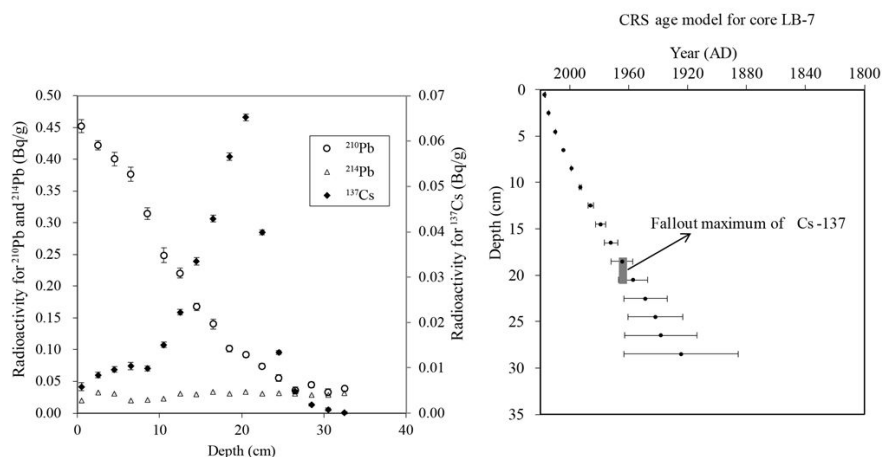 CRS age model for core LB-7
Year (AD)
2000 1960 1920 1880 1840 1800
0.50
0.45
0.40
0.35
0.30
0.25
0.20
0.15
0.10
0.05
0.00
0.07
0.06
0.05
0.04
0.03
0.02
0.01
0.00
0 10 20 30 40
Radioactivity for ²¹⁰Pb and ²¹⁴Pb (Bq/g)
Radioactivity for ¹³⁷Cs (Bq/g)
Depth (cm)
²¹⁰Pb
²¹⁴Pb
¹³⁷Cs
0
5
10
15
20
25
30
35
Depth (cm)
Fallout maximum of Cs-137